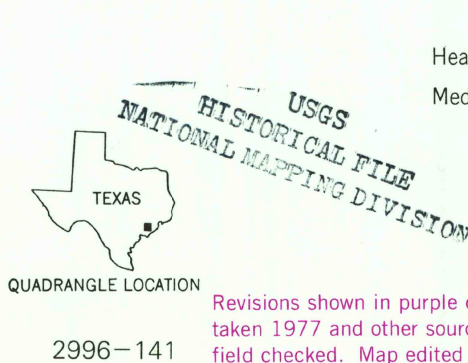 Hea
Med
USGS
HISTORICAL FILE
NATIONAL MAPPING DIVISION
TEXAS
QUADRANGLE LOCATION
Revisions shown in purple
taken 1977 and other sourc
field checked. Map edited
2996-141